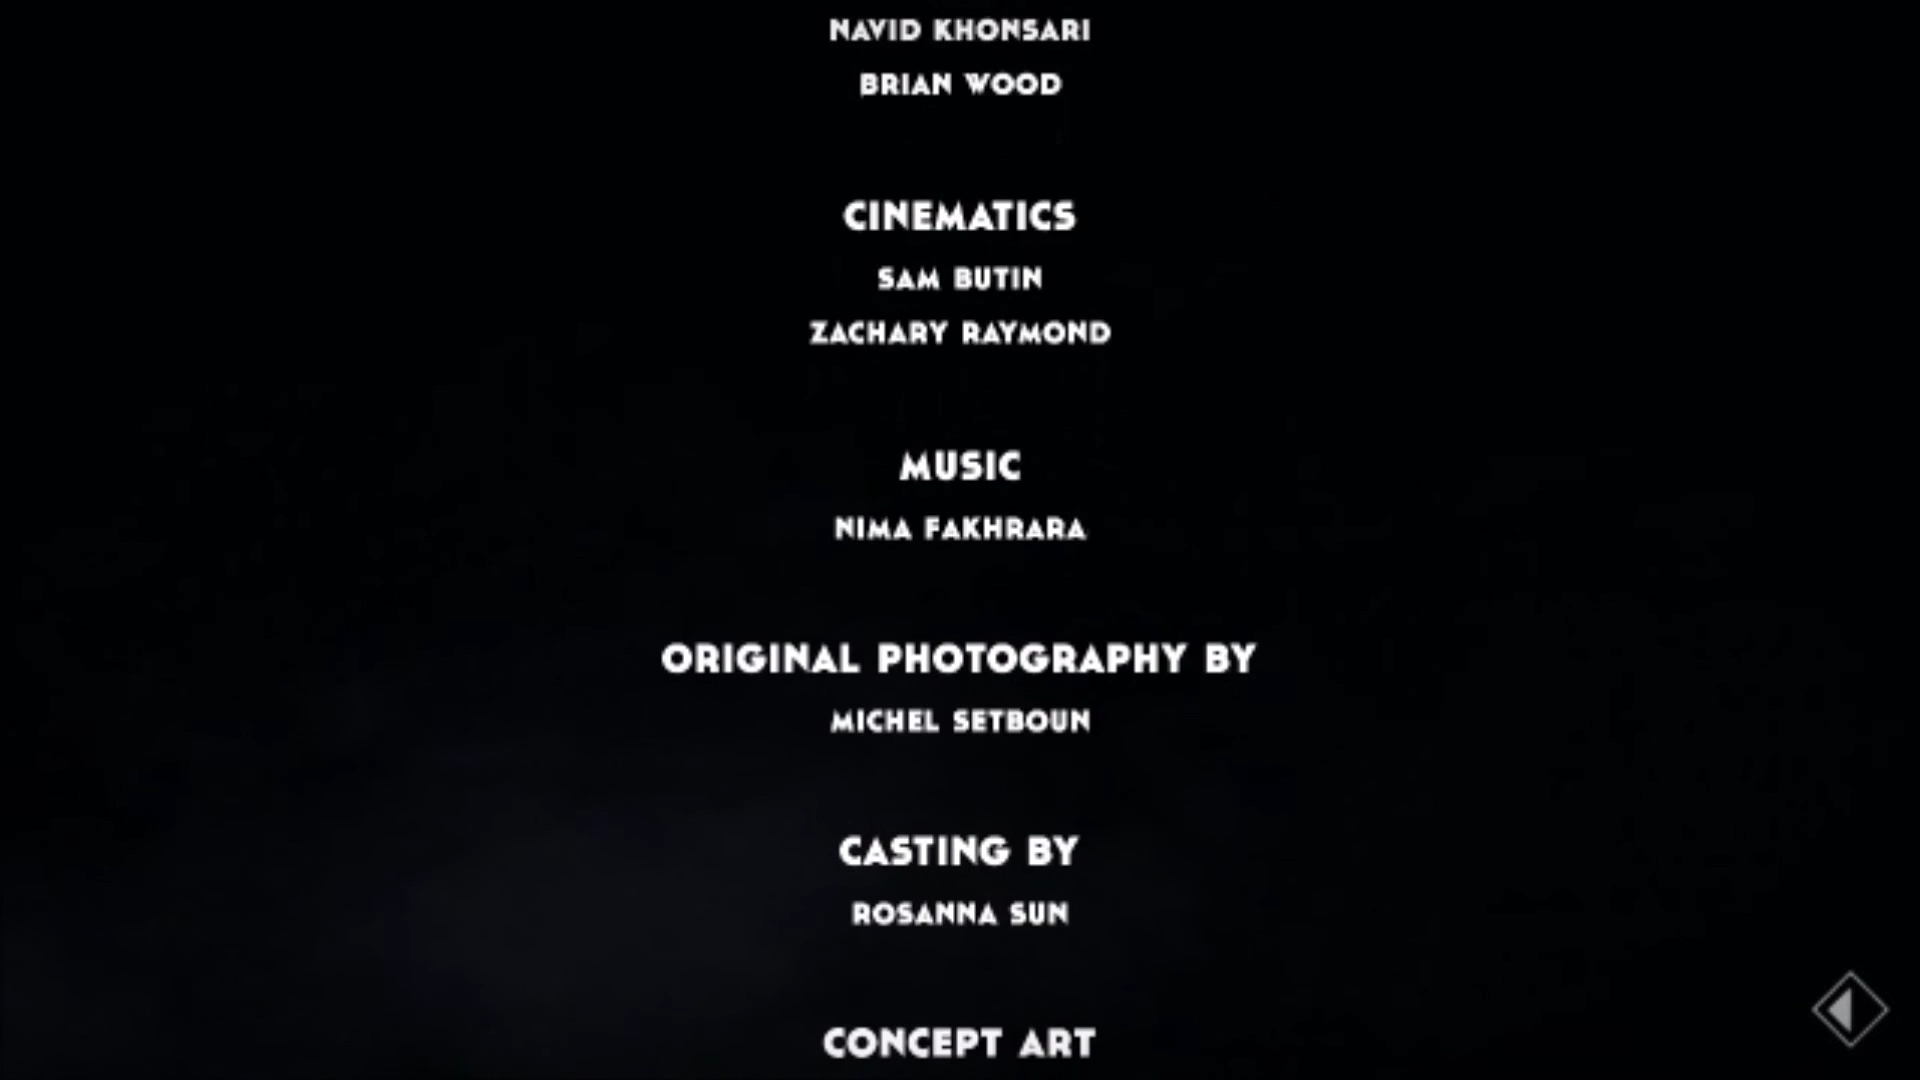 NAVID KHONSARI
BRIAN WOOD
CINEMATICS
SAM BUTIN
ZACHARY RAYMOND
MUSIC
NIMA FAKHRARA
ORIGINAL PHOTOGRAPHY BY
MICHEL SETBOUN
CASTING BY
ROSANNA SUN
CONCEPT ART